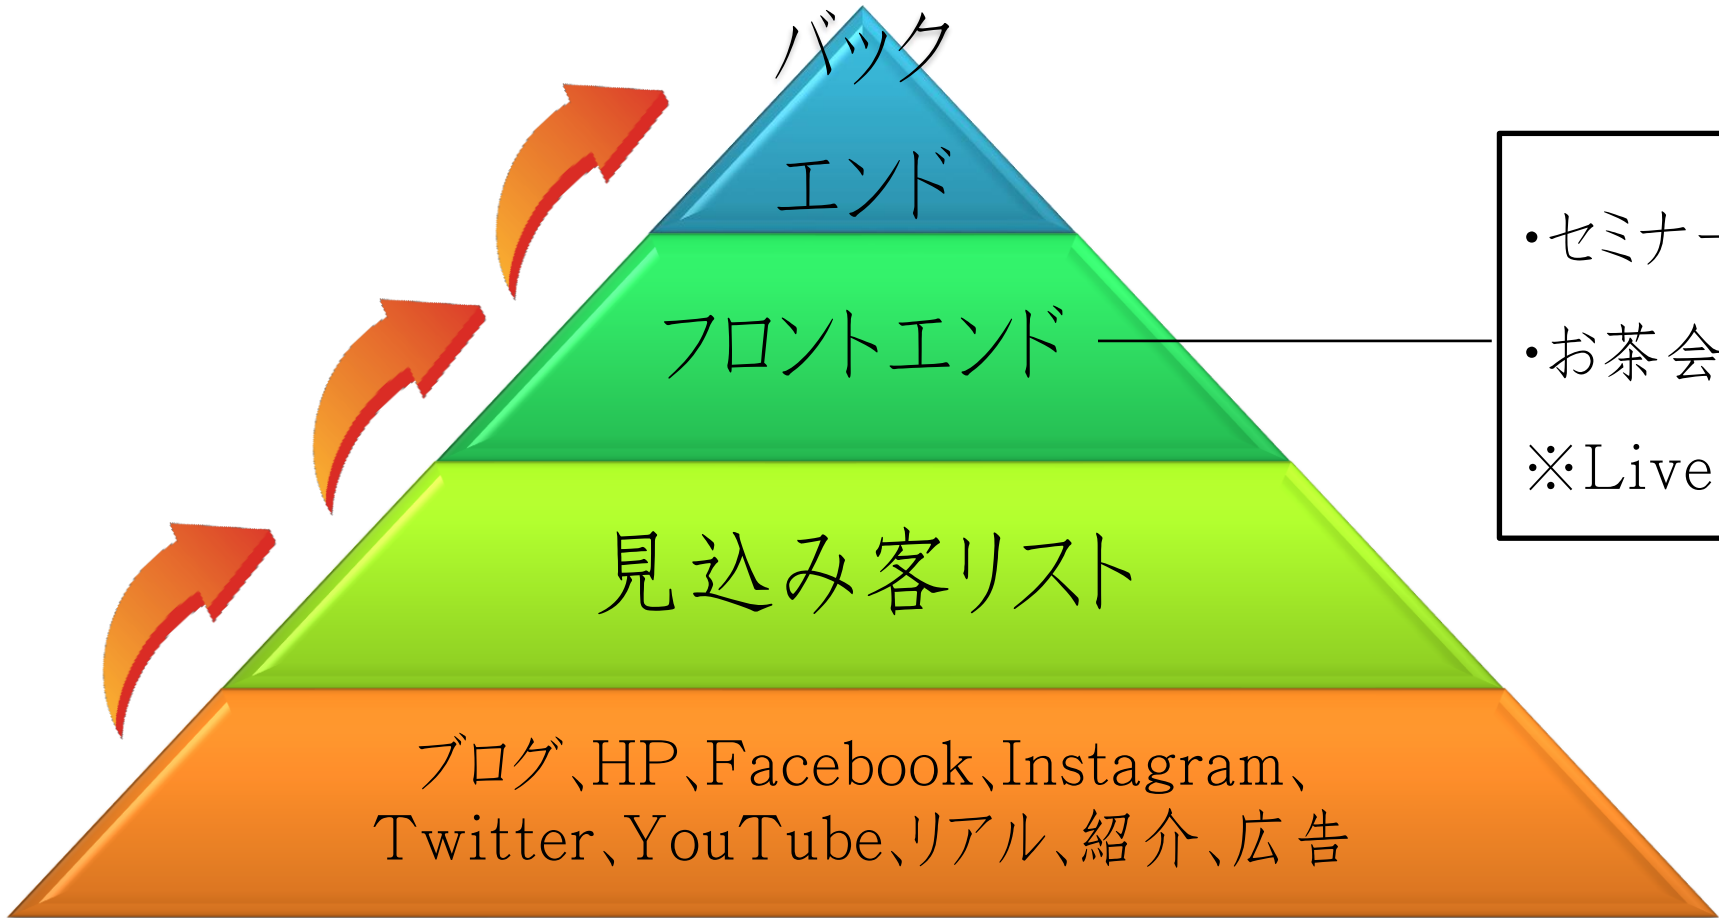 バック
エンド
フロントエンド
・セミナー
・お茶会
※Live
見込み客リスト
ブログ、HP、Facebook、Instagram、
Twitter、YouTube、リアル、紹介、広告